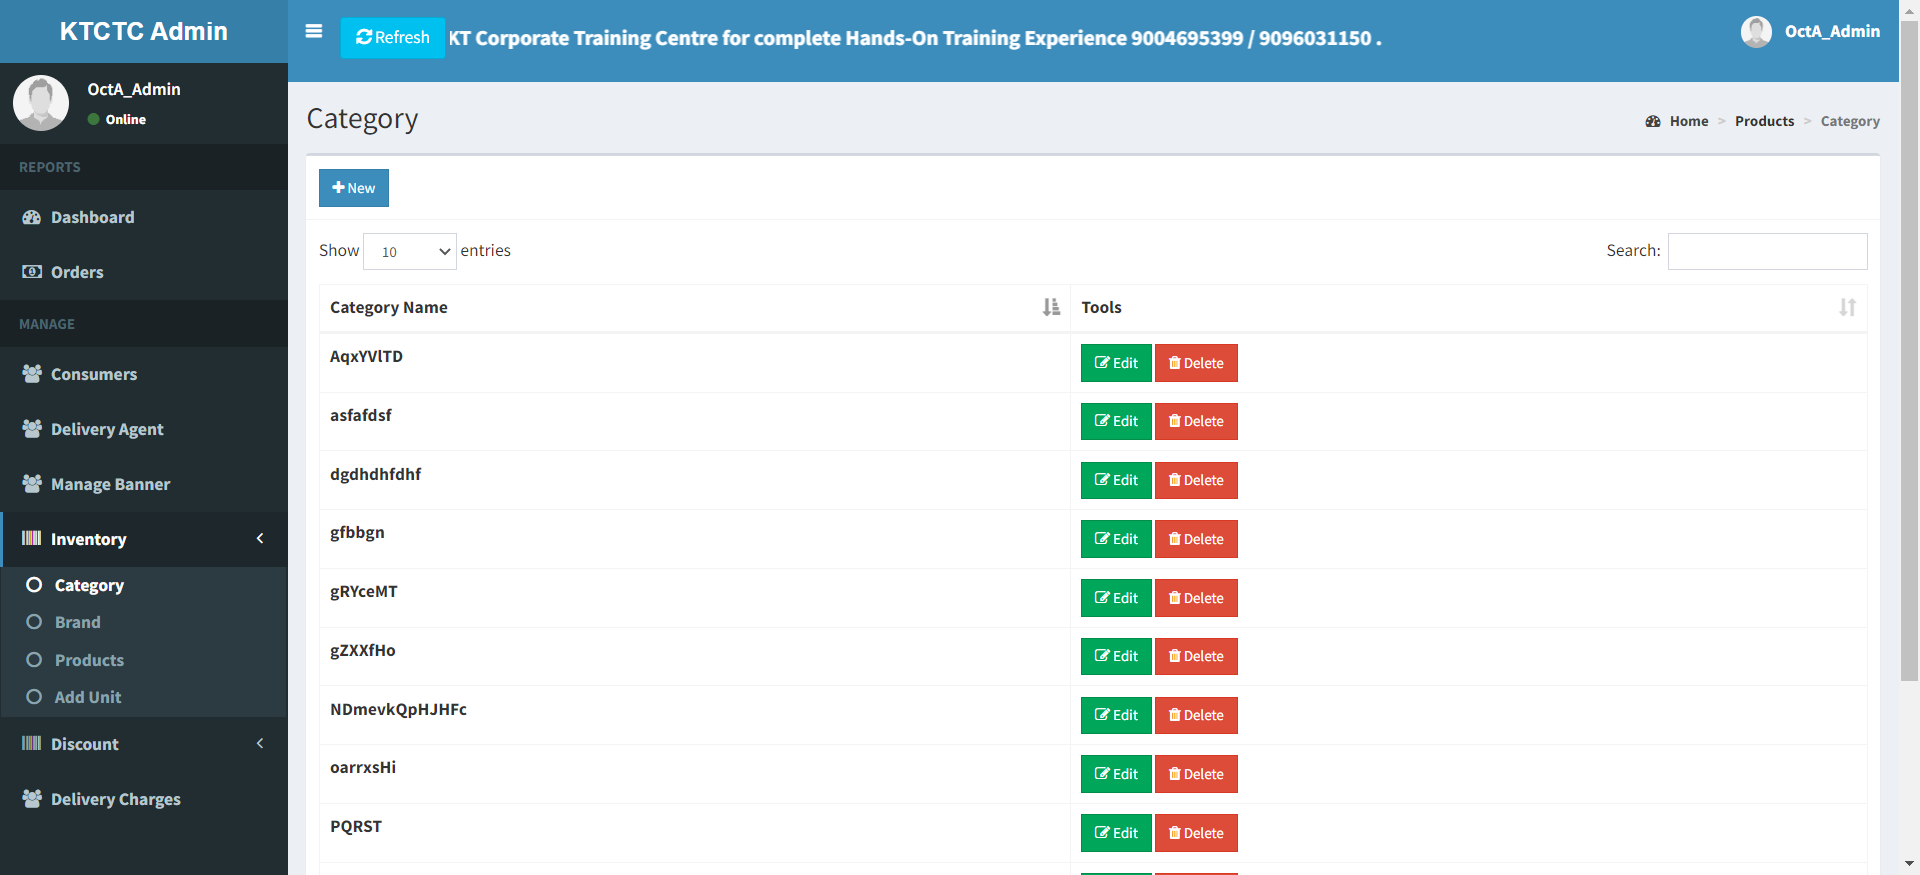 KTCTC Admin
Refresh
KT Corporate Training Centre for complete Hands-On Training Experience 9004695399 / 9096031150 .
OctA_Admin
OctA_Admin
Online
REPORTS
Dashboard
Orders
MANAGE
Consumers
Delivery Agent
Manage Banner
Inventory
Category
Brand
Products
Add Unit
Discount
Delivery Charges
Category
Home > Products > Category
New
Show 10 entries
Search:
Category Name Tools
AqxYVlTD Edit Delete
asfafdsf Edit Delete
dgdhdhfdhf Edit Delete
gfbbgn Edit Delete
gRYceMT Edit Delete
gZXXfHo Edit Delete
NDmevkQpHJHFc Edit Delete
oarrxsHi Edit Delete
PQRST Edit Delete